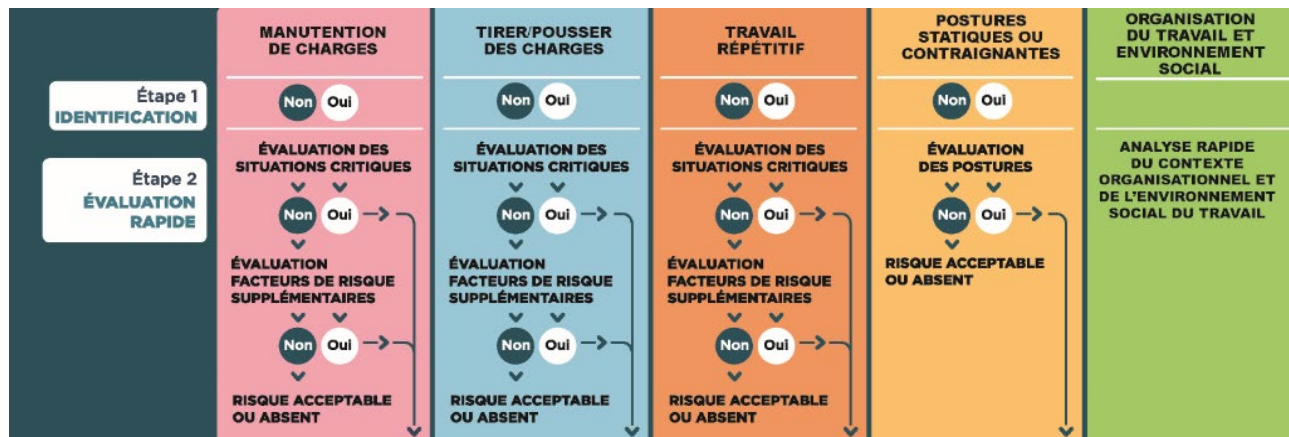 MANUTENTION
DE CHARGES
TIRER/POUSSER
DES CHARGES
TRAVAIL
RÉPÉTITIF
POSTURES
STATIQUES OU
CONTRAIGNANTES
ORGANISATION
DU TRAVAIL ET
ENVIRONNEMENT
SOCIAL
Étape 1
IDENTIFICATION
Non Oui
Non Oui
Non Oui
Non Oui
Étape 2
ÉVALUATION
RAPIDE
ÉVALUATION DES
SITUATIONS CRITIQUES
Non Oui
ÉVALUATION
FACTEURS DE RISQUE
SUPPLÉMENTAIRES
Non Oui
RISQUE ACCEPTABLE
OU ABSENT
ÉVALUATION DES
SITUATIONS CRITIQUES
Non Oui
ÉVALUATION
FACTEURS DE RISQUE
SUPPLÉMENTAIRES
Non Oui
RISQUE ACCEPTABLE
OU ABSENT
ÉVALUATION DES
SITUATIONS CRITIQUES
Non Oui
ÉVALUATION
FACTEURS DE RISQUE
SUPPLÉMENTAIRES
Non Oui
RISQUE ACCEPTABLE
OU ABSENT
ÉVALUATION
DES POSTURES
Non Oui
RISQUE ACCEPTABLE
OU ABSENT
ANALYSE RAPIDE
DU CONTEXTE
ORGANISATIONNEL ET
DE L'ENVIRONNEMENT
SOCIAL DU TRAVAIL